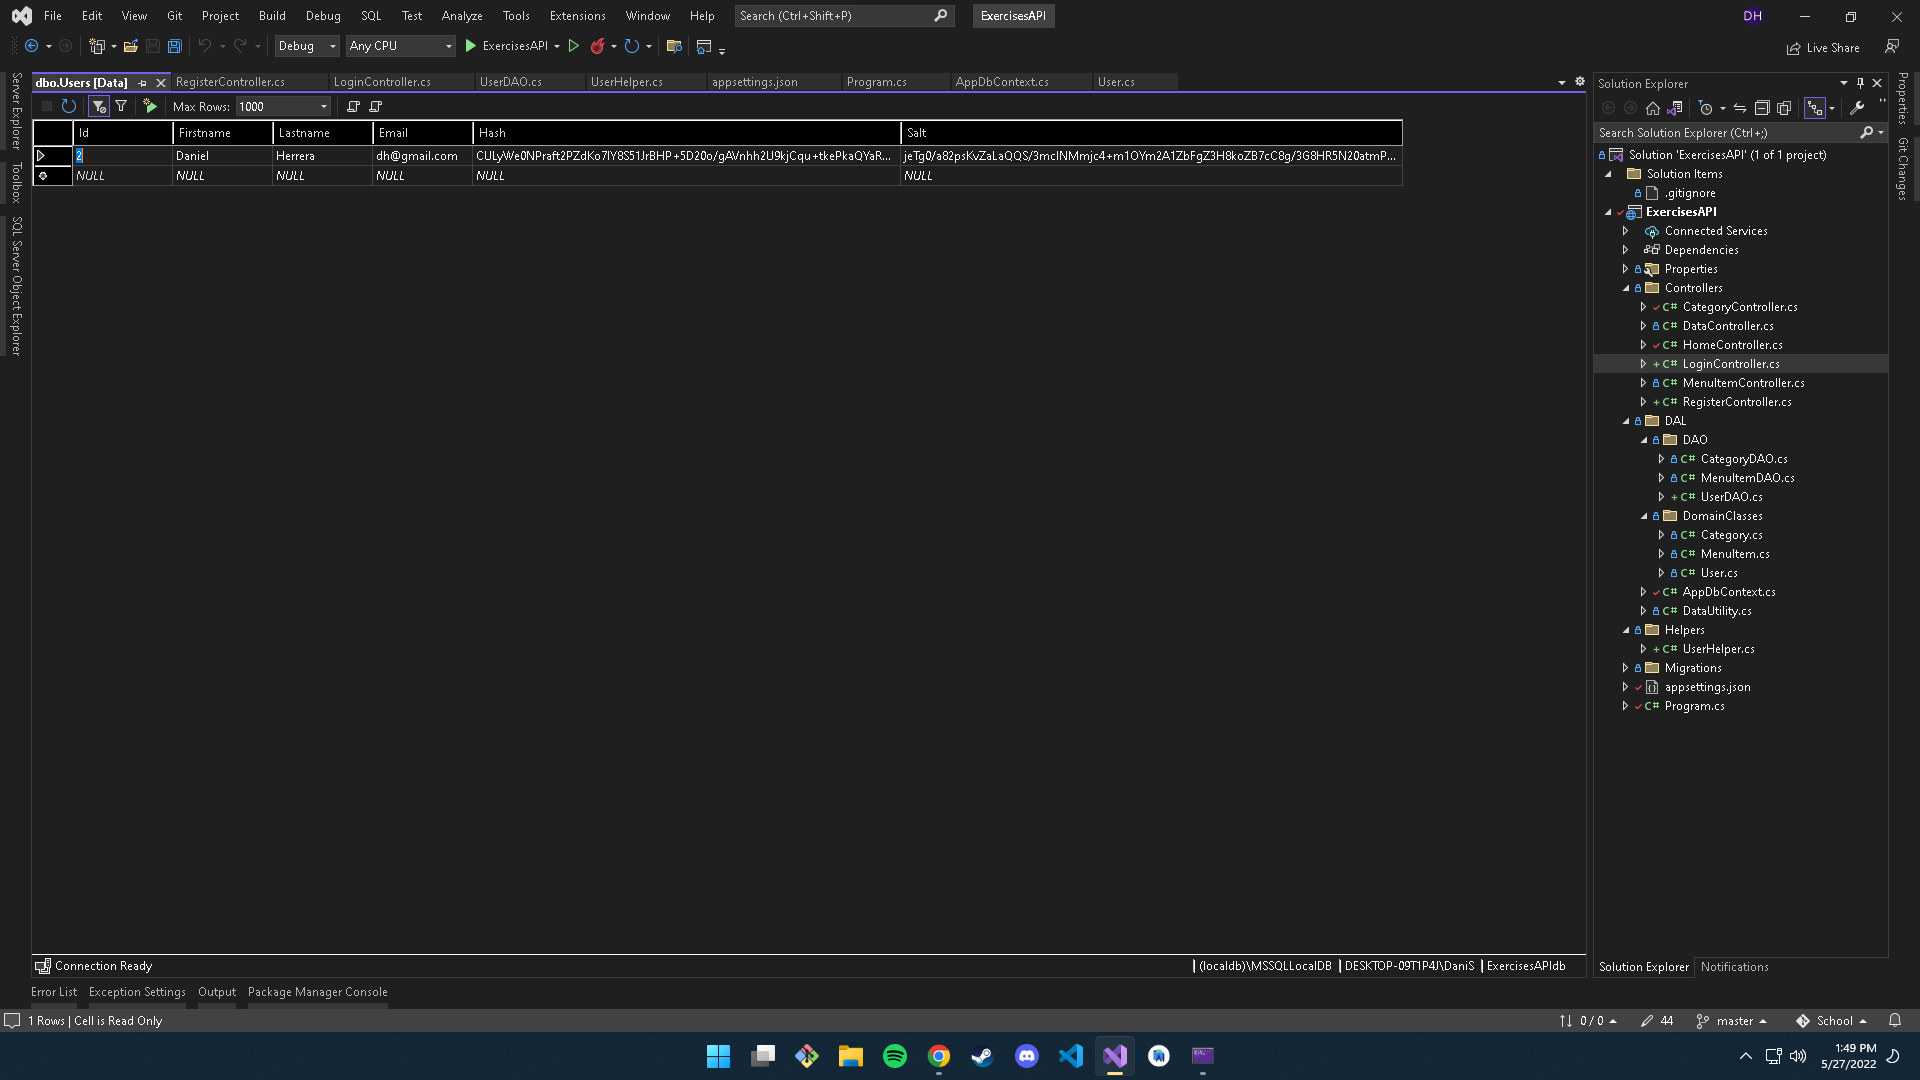 File Edit View Git Project Build Debug SQL Test Analyze Tools Extensions Window Help Search (Ctrl+Shift+P) ExercisesAPI DH
Debug Any CPU ExercisesAPI Live Share
dbo.Users [Data] RegisterController.cs LoginController.cs UserDAO.cs UserHelper.cs appsettings.json Program.cs AppDbContext.cs User.cs
Max Rows: 1000
Id Firstname Lastname Email Hash Salt
2 Daniel Herrera dh@gmail.com CULyWe0NPraft2PZdKo7IY8S51JrBHP+5D20o/gAVnhh2U9kjCqu+tkePkaQYaR... jeTg0/a82psKvZaLaQQS/3mcINMmjc4+m1OYm2A1ZbFgZ3H8koZB7cC8g/3G8HR5N20atmP...
NULL NULL NULL NULL NULL NULL
Server Explorer
Toolbox
SQL Server Object Explorer
Solution Explorer
Search Solution Explorer (Ctrl+;)
Solution 'ExercisesAPI' (1 of 1 project)
Solution Items
.gitignore
ExercisesAPI
Connected Services
Dependencies
Properties
Controllers
C# CategoryController.cs
C# DataController.cs
C# HomeController.cs
C# LoginController.cs
C# MenuItemController.cs
C# RegisterController.cs
DAL
DAO
C# CategoryDAO.cs
C# MenuItemDAO.cs
C# UserDAO.cs
DomainClasses
C# Category.cs
C# MenuItem.cs
C# User.cs
C# AppDbContext.cs
C# DataUtility.cs
Helpers
C# UserHelper.cs
Migrations
appsettings.json
C# Program.cs
Properties
Git Changes
Connection Ready (localdb)\MSSQLLocalDB DESKTOP-09T1P4J\DaniS ExercisesAPIdb
Solution Explorer Notifications
Error List Exception Settings Output Package Manager Console
1 Rows | Cell is Read Only 0 / 0 44 master School
1:49 PM
5/27/2022